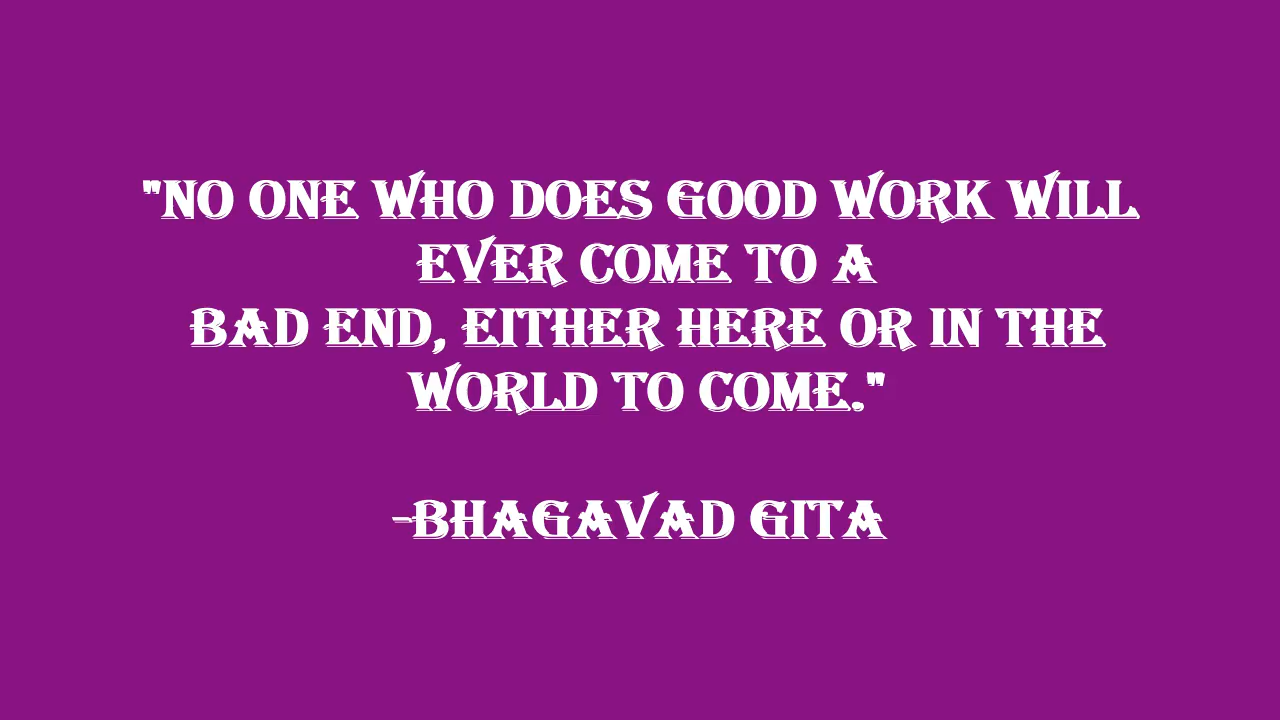 "NO ONE WHO DOES GOOD WORK WILL
EVER COME TO A
BAD END, EITHER HERE OR IN THE
WORLD TO COME."
-BHAGAVAD GITA